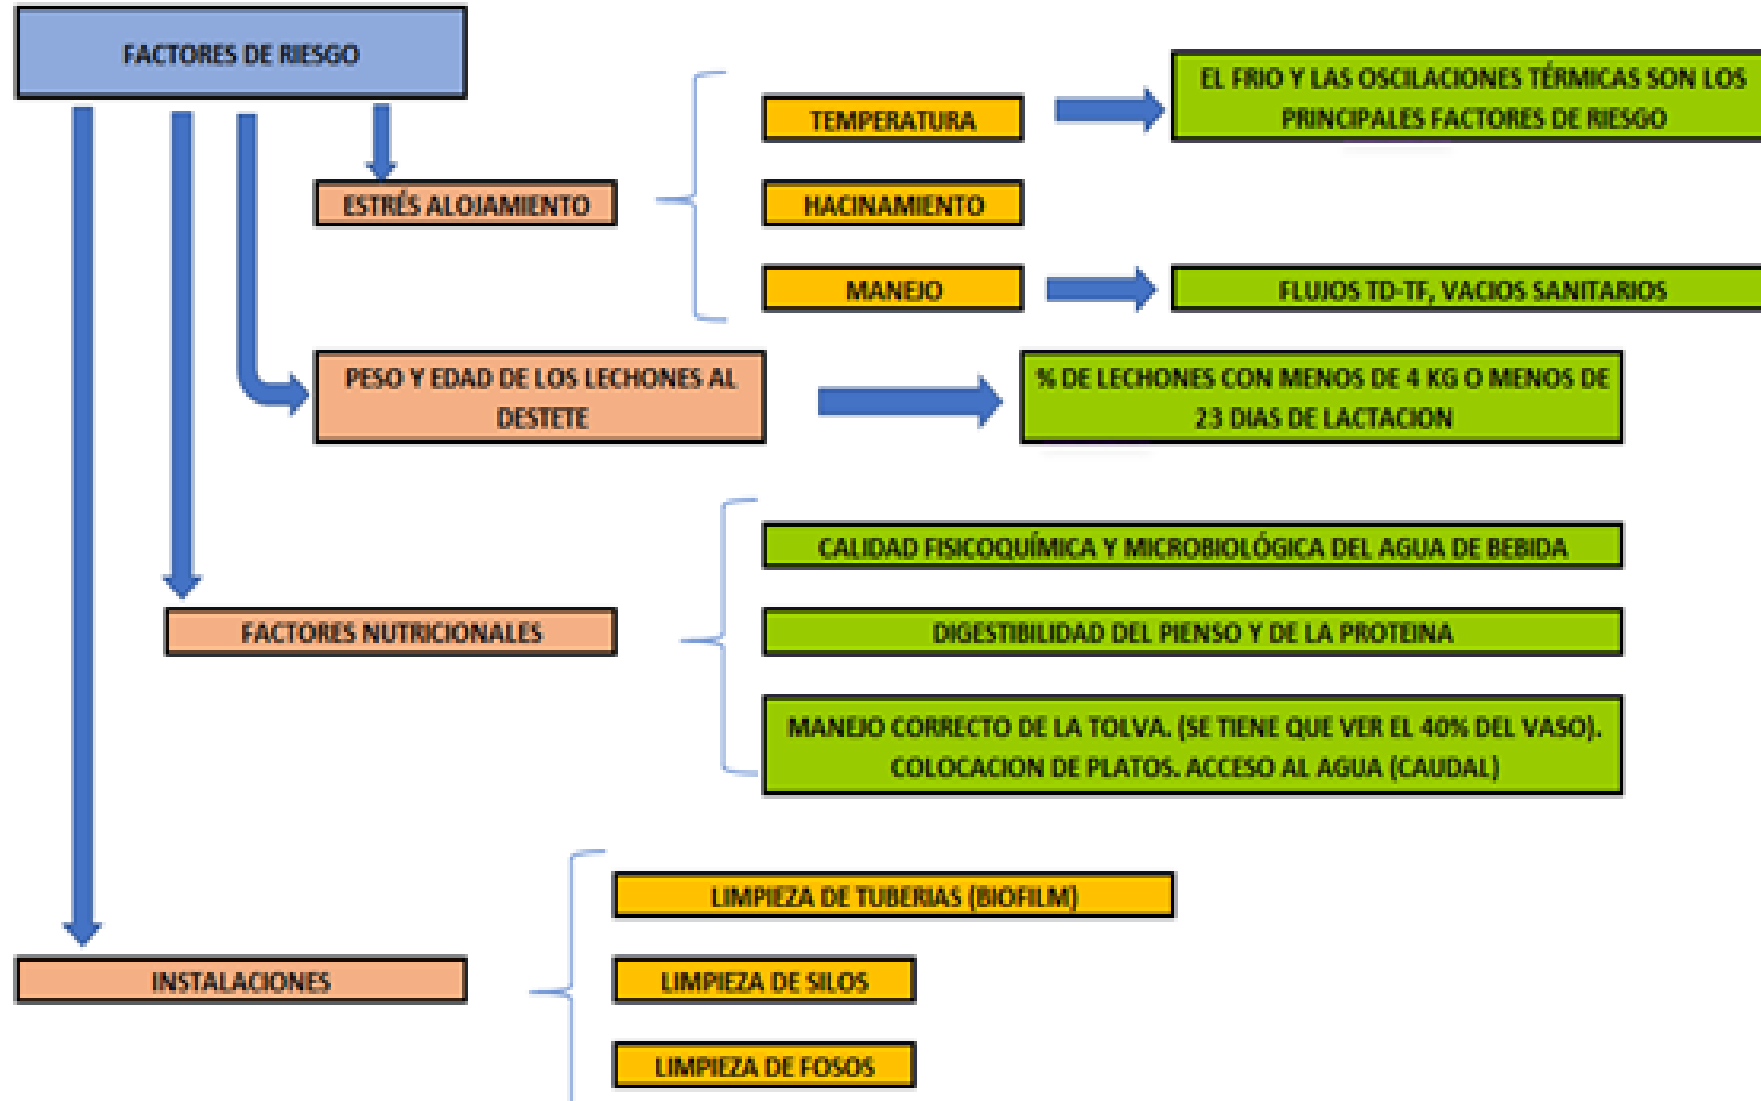 FACTORES DE RIESGO
EL FRIO Y LAS OSCILACIONES TÉRMICAS SON LOS
PRINCIPALES FACTORES DE RIESGO
TEMPERATURA
ESTRÉS ALOJAMIENTO
HACINAMIENTO
MANEJO
FLUJOS TD-TF, VACIOS SANITARIOS
PESO Y EDAD DE LOS LECHONES AL
DESTETE
% DE LECHONES CON MENOS DE 4 KG O MENOS DE
23 DIAS DE LACTACION
CALIDAD FISICOQUÍMICA Y MICROBIOLÓGICA DEL AGUA DE BEBIDA
FACTORES NUTRICIONALES
DIGESTIBILIDAD DEL PIENSO Y DE LA PROTEINA
MANEJO CORRECTO DE LA TOLVA. (SE TIENE QUE VER EL 40% DEL VASO).
COLOCACION DE PLATOS. ACCESO AL AGUA (CAUDAL)
LIMPIEZA DE TUBERIAS (BIOFILM)
INSTALACIONES
LIMPIEZA DE SILOS
LIMPIEZA DE FOSOS